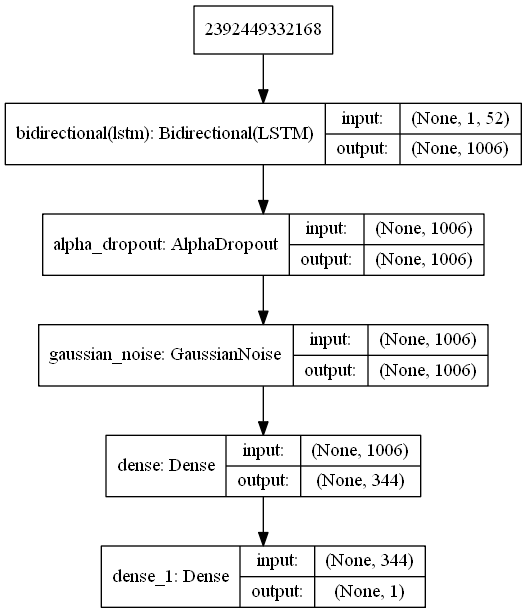 2392449332168
bidirectional(lstm): Bidirectional(LSTM)
input: (None, 1, 52)
output: (None, 1006)
alpha_dropout: AlphaDropout
input: (None, 1006)
output: (None, 1006)
gaussian_noise: GaussianNoise
input: (None, 1006)
output: (None, 1006)
dense: Dense
input: (None, 1006)
output: (None, 344)
dense_1: Dense
input: (None, 344)
output: (None, 1)